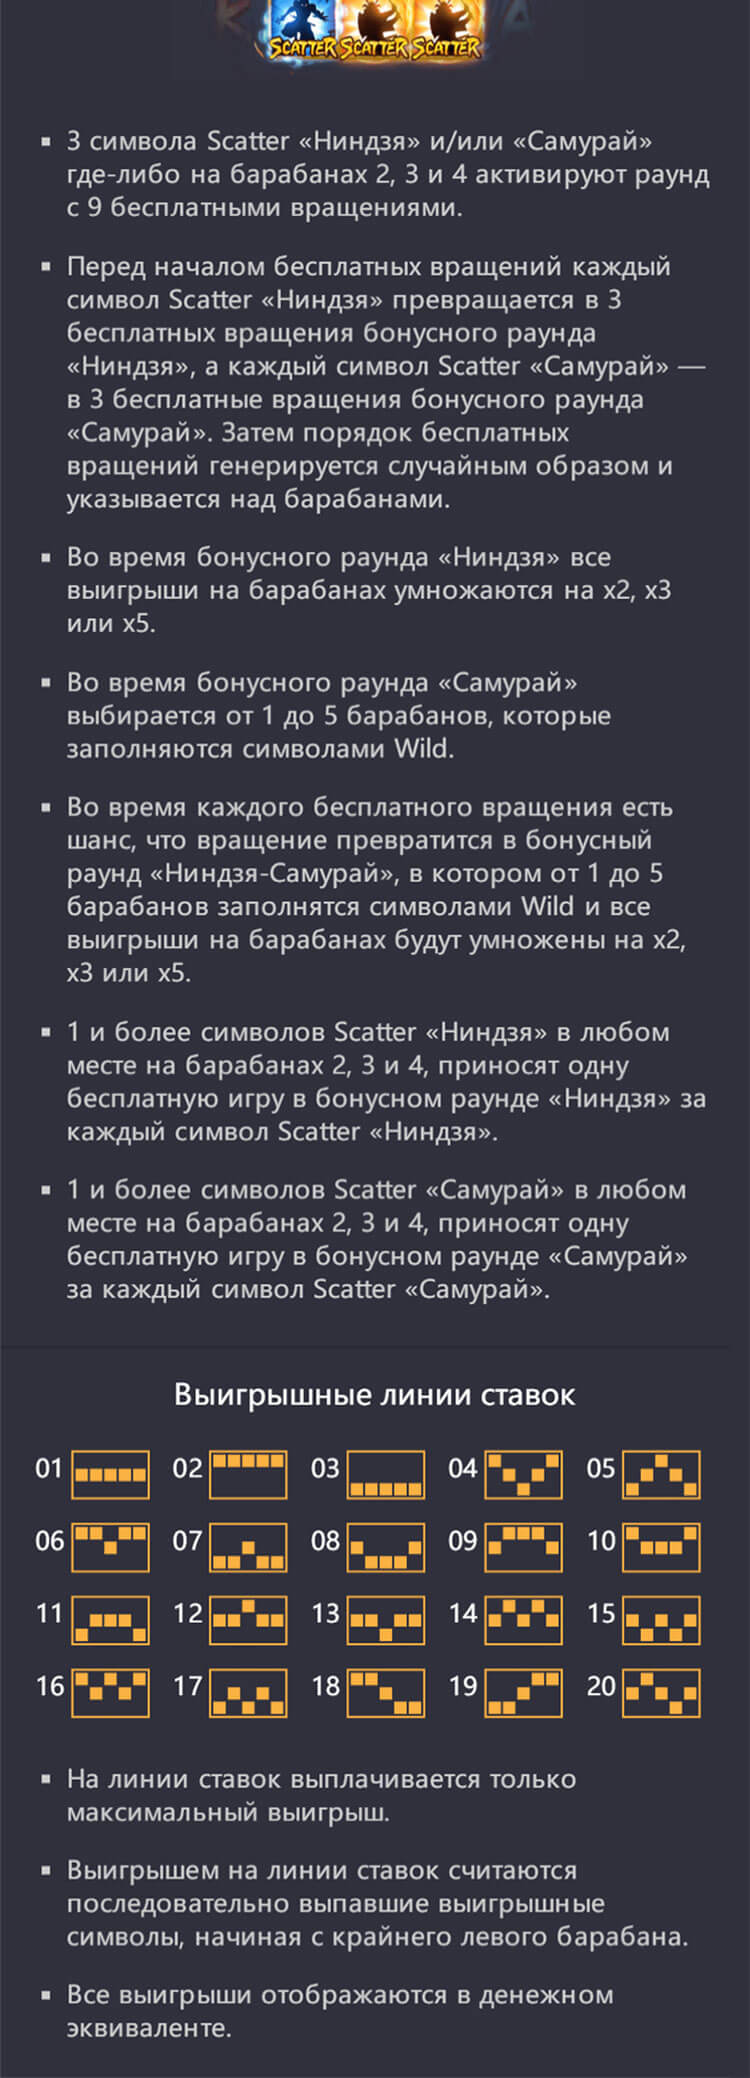 SCATTER SCATTER SCATTER
▪ 3 символа Scatter «Ниндзя» и/или «Самурай»
где-либо на барабанах 2, 3 и 4 активируют раунд
с 9 бесплатными вращениями.
▪ Перед началом бесплатных вращений каждый
символ Scatter «Ниндзя» превращается в 3
бесплатных вращения бонусного раунда
«Ниндзя», а каждый символ Scatter «Самурай» —
в 3 бесплатные вращения бонусного раунда
«Самурай». Затем порядок бесплатных
вращений генерируется случайным образом и
указывается над барабанами.
▪ Во время бонусного раунда «Ниндзя» все
выигрыши на барабанах умножаются на x2, x3
или x5.
▪ Во время бонусного раунда «Самурай»
выбирается от 1 до 5 барабанов, которые
заполняются символами Wild.
▪ Во время каждого бесплатного вращения есть
шанс, что вращение превратится в бонусный
раунд «Ниндзя-Самурай», в котором от 1 до 5
барабанов заполнятся символами Wild и все
выигрыши на барабанах будут умножены на x2,
x3 или x5.
▪ 1 и более символов Scatter «Ниндзя» в любом
месте на барабанах 2, 3 и 4, приносят одну
бесплатную игру в бонусном раунде «Ниндзя» за
каждый символ Scatter «Ниндзя».
▪ 1 и более символов Scatter «Самурай» в любом
месте на барабанах 2, 3 и 4, приносят одну
бесплатную игру в бонусном раунде «Самурай»
за каждый символ Scatter «Самурай».
Выигрышные линии ставок
01 02 03 04 05
06 07 08 09 10
11 12 13 14 15
16 17 18 19 20
▪ На линии ставок выплачивается только
максимальный выигрыш.
▪ Выигрышем на линии ставок считаются
последовательно выпавшие выигрышные
символы, начиная с крайнего левого барабана.
▪ Все выигрыши отображаются в денежном
эквиваленте.